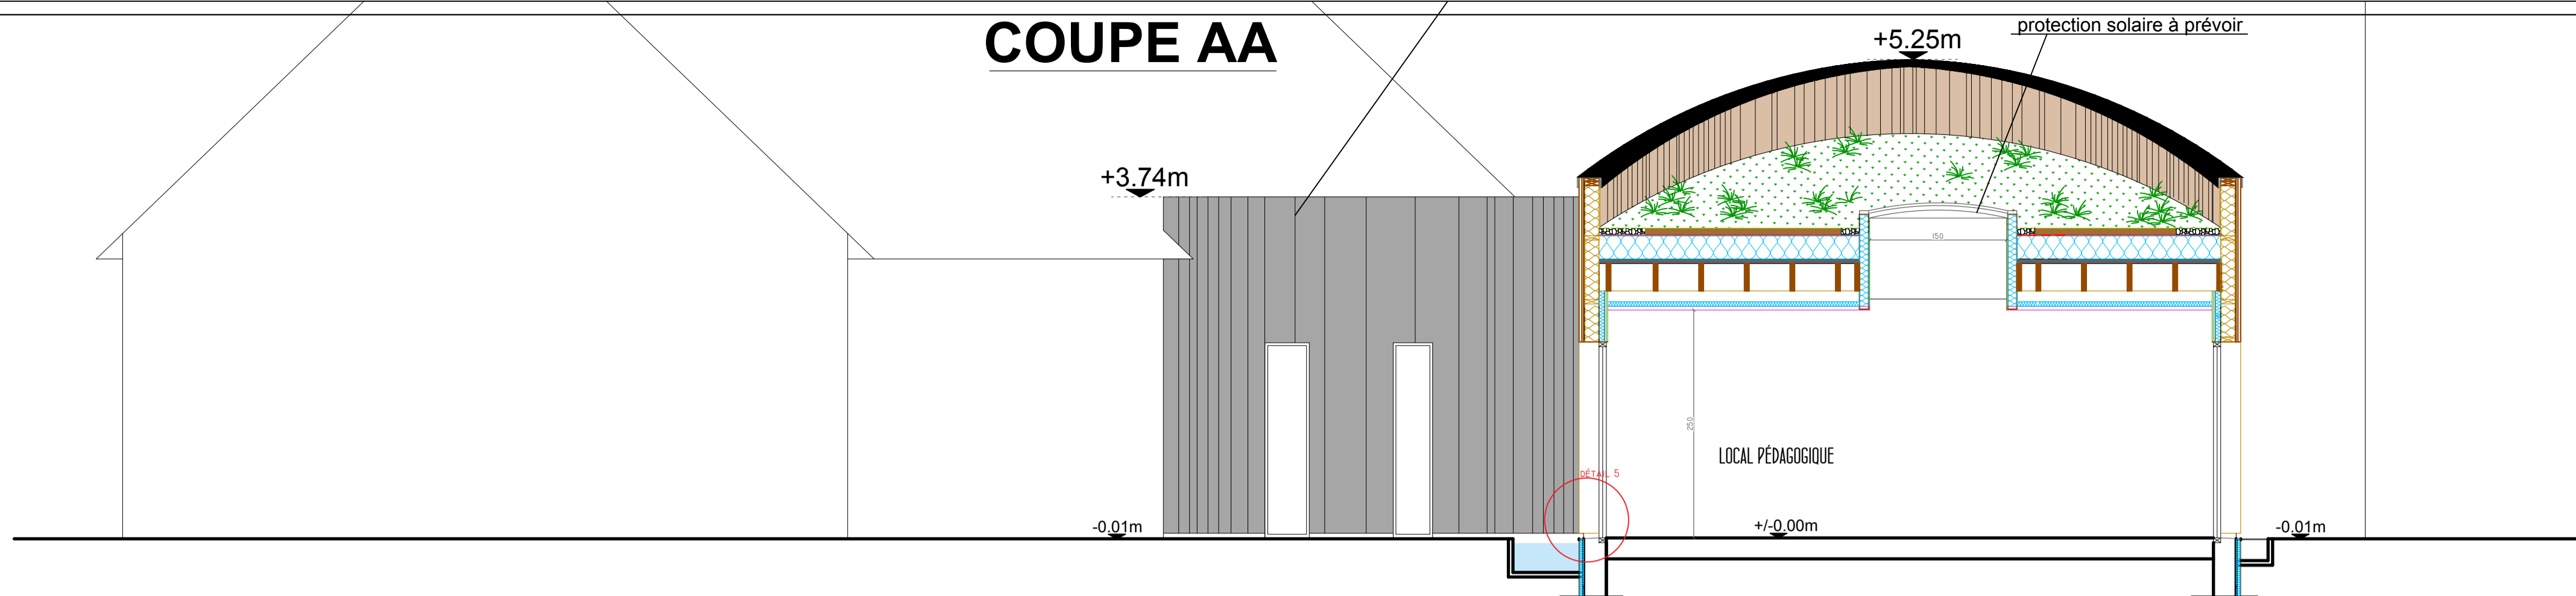 COUPE AA
protection solaire à prévoir
+5.25m
+3.74m
150
250
LOCAL PÉDAGOGIQUE
DÉTAIL 5
-0.01m
+/-0.00m
-0.01m